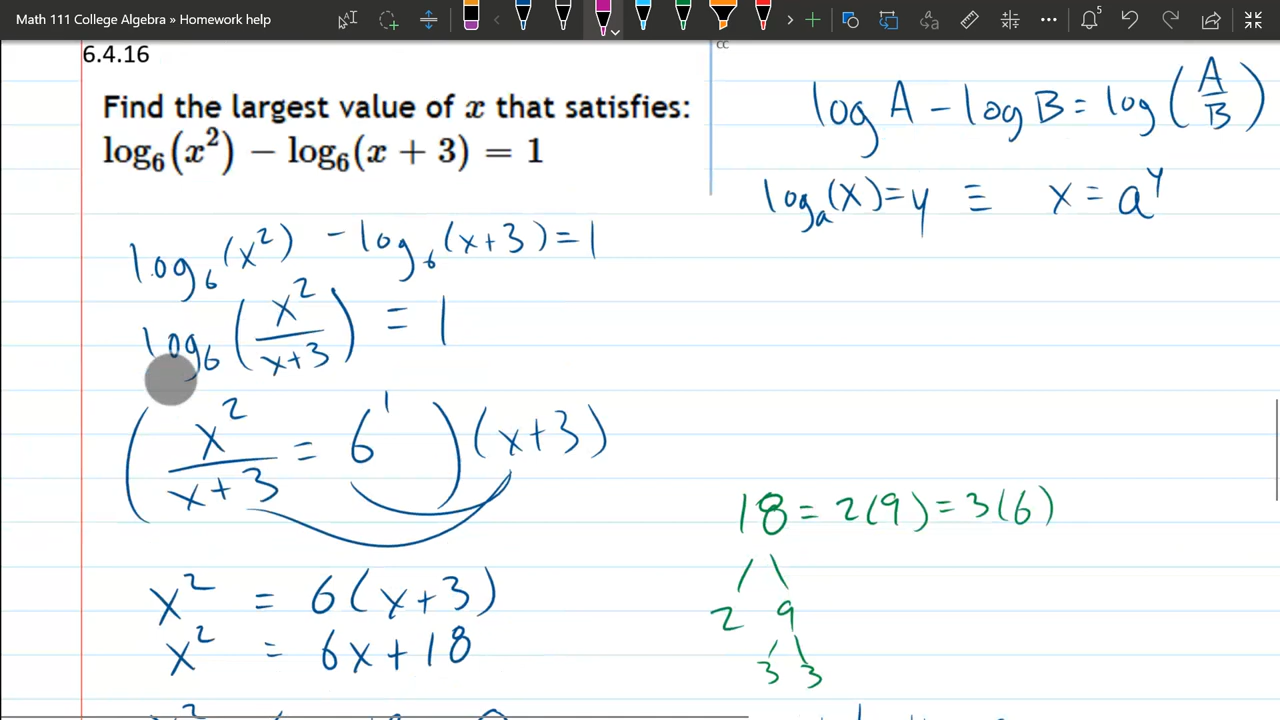 Math 111 College Algebra » Homework help
5
6.4.16
cc
Find the largest value of x that satisfies:
log₆(x²) − log₆(x + 3) = 1
log A − log B = log (A/B)
logₐ(x) = y ≡ x = a^y
log₆(x²) − log₆(x+3) = 1
log₆(x²/(x+3)) = 1
(x²/(x+3) = 6¹)(x+3)
18 = 2(9) = 3(6)
2 9
3 3
x² = 6(x+3)
x² = 6x+18